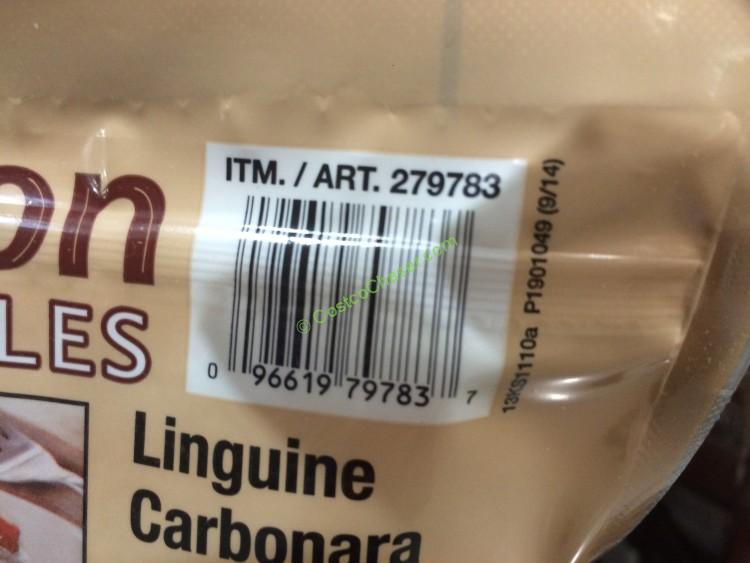 ITM. / ART. 279783
on
LES
© CostcoChaser.com
0 96619 79783 7
13KS1110a P1901049 (9/14)
Linguine
Carbonara